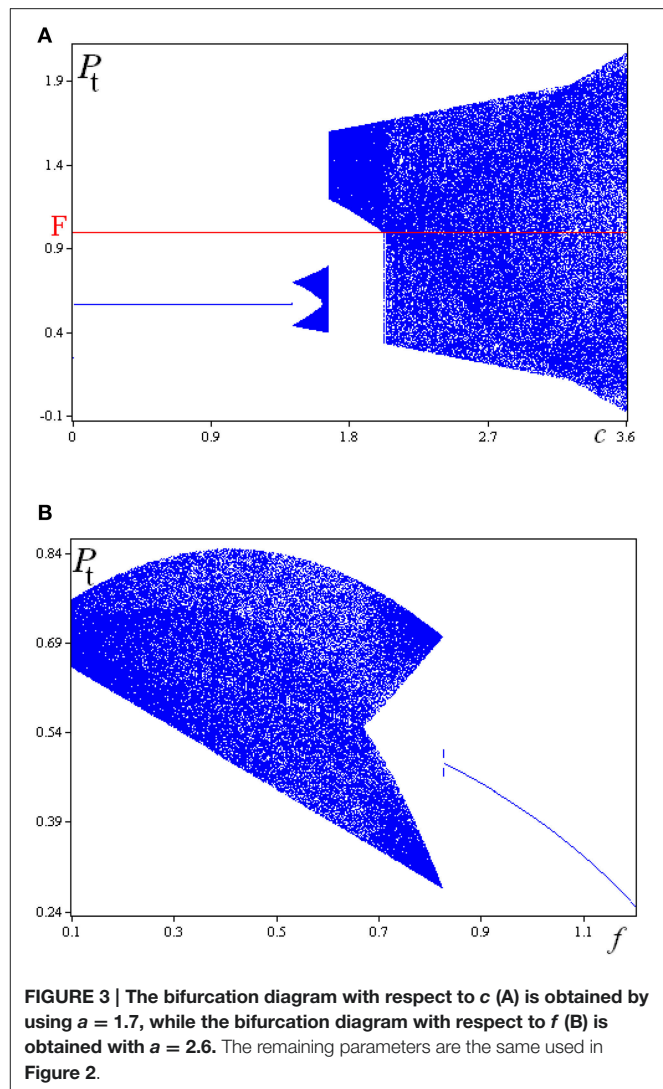 A
Pt
1.9
1.4
F
0.9
0.4
-0.1
0 0.9 1.8 2.7 c 3.6
B
0.84
Pt
0.69
0.54
0.39
0.24
0.1 0.3 0.5 0.7 0.9 1.1 f
FIGURE 3 | The bifurcation diagram with respect to c (A) is obtained by
using a = 1.7, while the bifurcation diagram with respect to f (B) is
obtained with a = 2.6. The remaining parameters are the same used in
Figure 2.